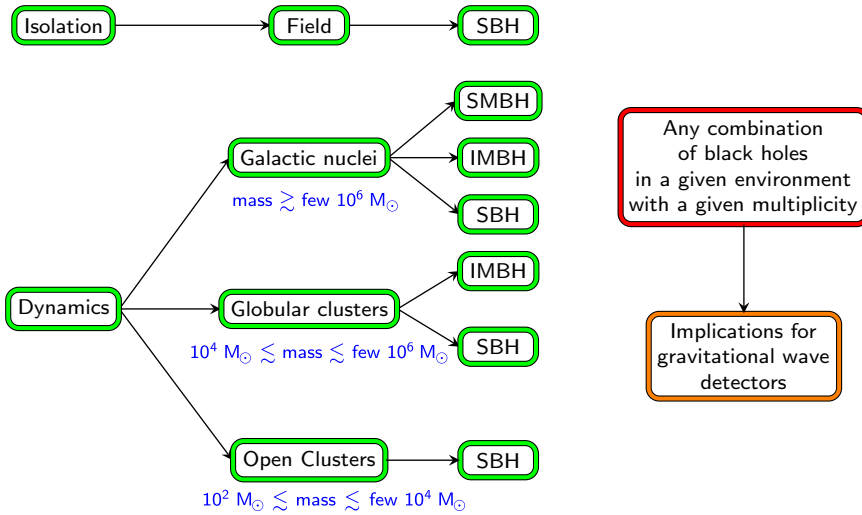 Isolation
Field
SBH
SMBH
Galactic nuclei
IMBH
mass ≳ few 10⁶ M☉
SBH
IMBH
Dynamics
Globular clusters
10⁴ M☉ ≲ mass ≲ few 10⁶ M☉
SBH
Open Clusters
SBH
10² M☉ ≲ mass ≲ few 10⁴ M☉
Any combination
of black holes
in a given environment
with a given multiplicity
Implications for
gravitational wave
detectors